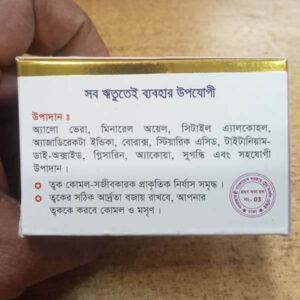 সব ঋতুতেই ব্যবহার উপযোগী
উপাদান ঃ
অ্যালো ভেরা, মিনারেল অয়েল, সিটাইল এ্যালকোহল,
অ্যাজাডিরেকটা ইন্ডিকা, বোরাক্স, স্টিয়ারিক এসিড, টাইটানিয়াম-
ডাই-অক্সাইড, গ্লিসারিন, অ্যাকোয়া, সুগন্ধি এবং সহযোগী
উপাদান।
ত্বক কোমল-সজীবকারক প্রাকৃতিক নির্যাস সমৃদ্ধ।
ত্বকের সঠিক আর্দ্রতা বজায় রাখবে, আপনার
ত্বককে করবে কোমল ও মসৃণ।
নং- 03
ঢাকা